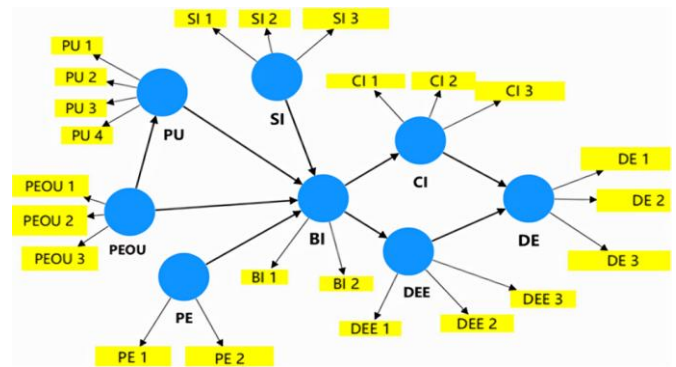 SI 1
SI 2
SI 3
PU 1
PU 2
PU 3
PU 4
PU
SI
CI 1
CI 2
CI 3
CI
PEOU 1
PEOU 2
PEOU 3
PEOU
BI
BI 1
BI 2
DE 1
DE 2
DE 3
DE
PE
PE 1
PE 2
DEE
DEE 1
DEE 2
DEE 3